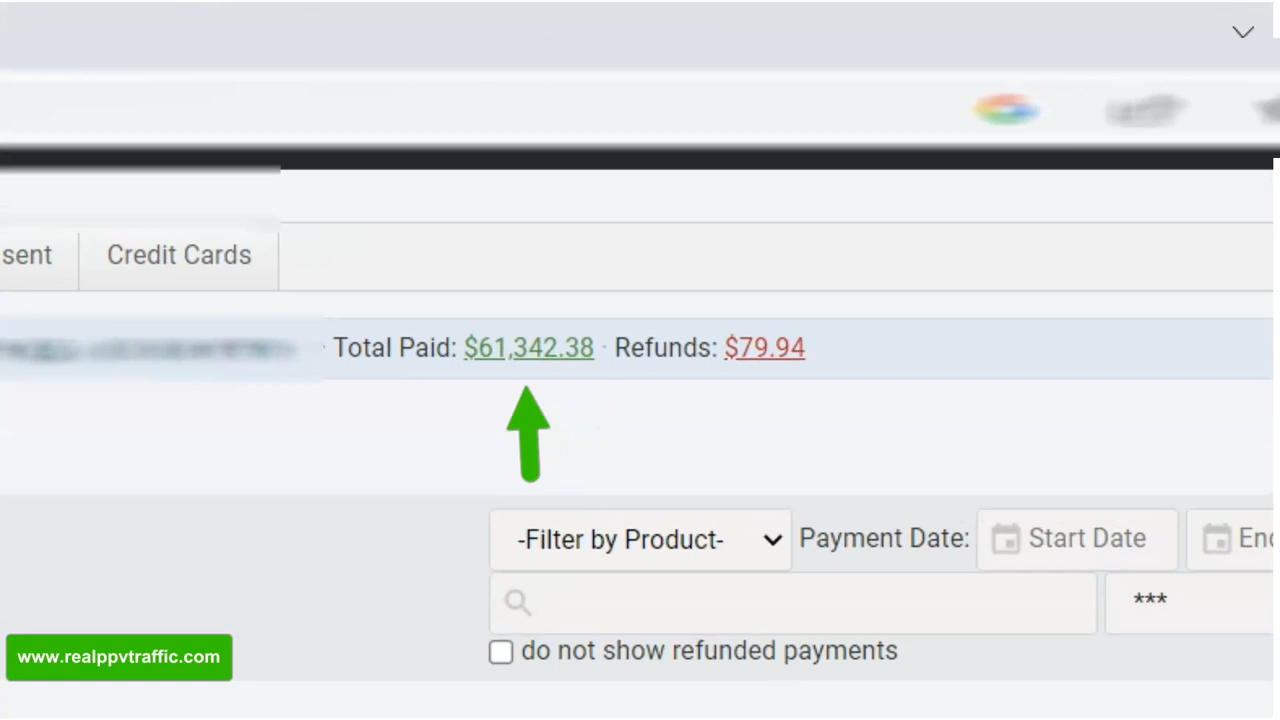 sent Credit Cards
· Total Paid: $61,342.38 · Refunds: $79.94
-Filter by Product- Payment Date: Start Date
***
do not show refunded payments
www.realppvtraffic.com